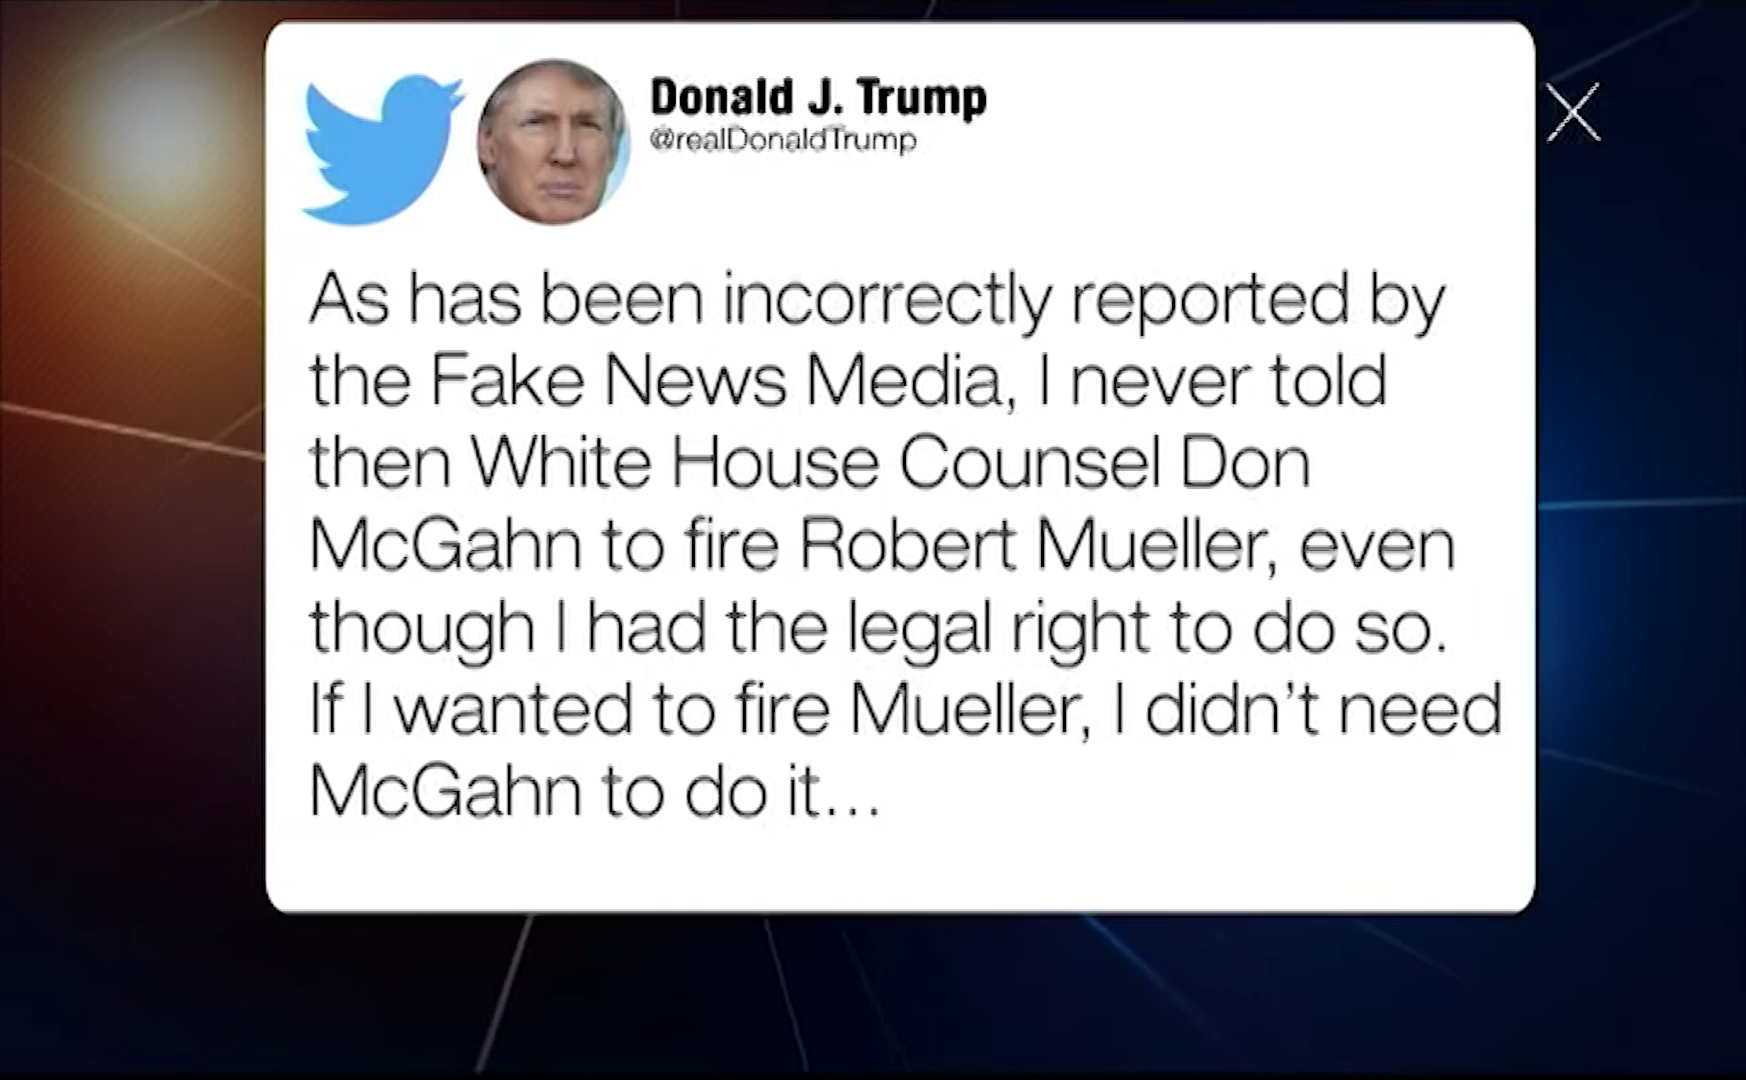 Donald J. Trump
@realDonaldTrump
As has been incorrectly reported by
the Fake News Media, I never told
then White House Counsel Don
McGahn to fire Robert Mueller, even
though I had the legal right to do so.
If I wanted to fire Mueller, I didn't need
McGahn to do it...